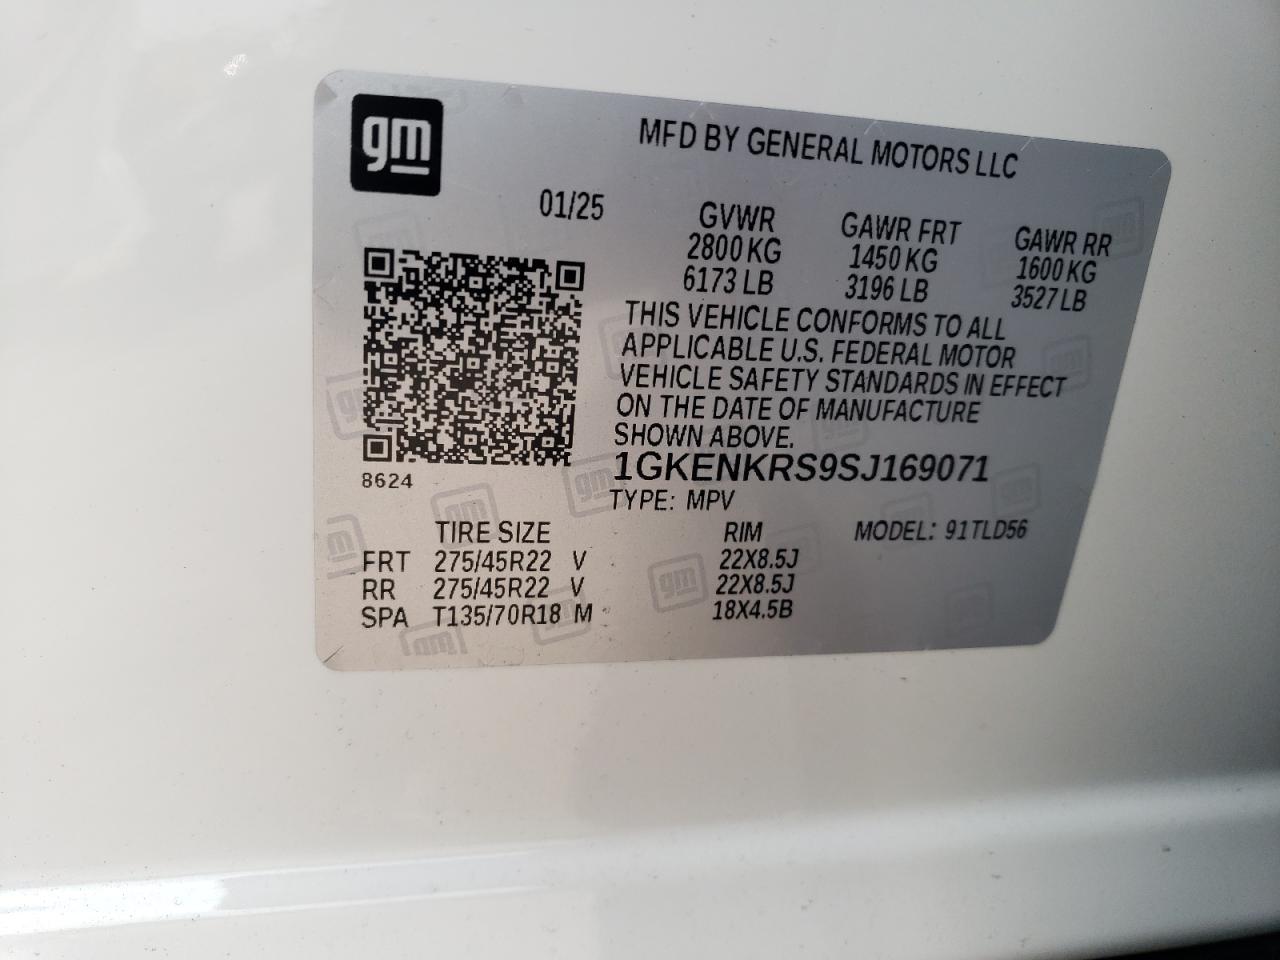 gm
MFD BY GENERAL MOTORS LLC
01/25
GVWR GAWR FRT GAWR RR
2800 KG 1450 KG 1600 KG
6173 LB 3196 LB 3527 LB
THIS VEHICLE CONFORMS TO ALL
APPLICABLE U.S. FEDERAL MOTOR
VEHICLE SAFETY STANDARDS IN EFFECT
ON THE DATE OF MANUFACTURE
SHOWN ABOVE.
1GKENKRS9SJ169071
8624
TYPE: MPV
TIRE SIZE RIM MODEL: 91TLD56
FRT 275/45R22 V 22X8.5J
RR 275/45R22 V 22X8.5J
SPA T135/70R18 M 18X4.5B